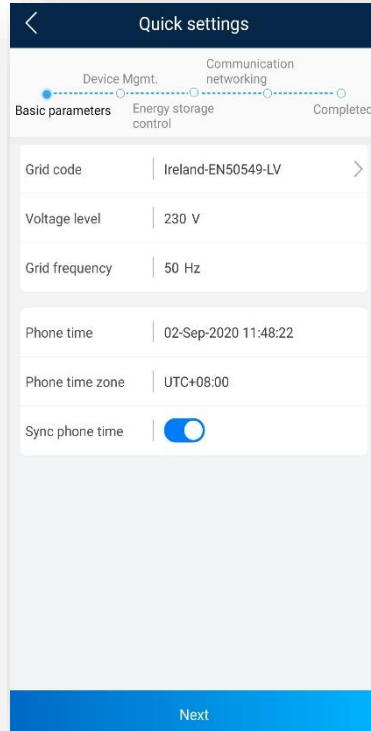 Quick settings
Communication
Device Mgmt. networking
Basic parameters Energy storage Completed
control
Grid code Ireland-EN50549-LV
Voltage level 230 V
Grid frequency 50 Hz
Phone time 02-Sep-2020 11:48:22
Phone time zone UTC+08:00
Sync phone time
Next